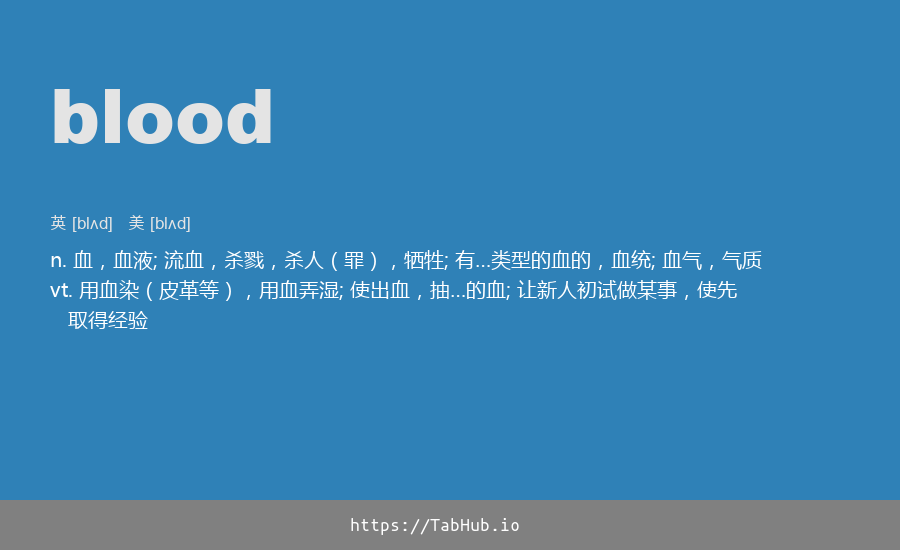 blood
英 [blʌd] 美 [blʌd]
n. 血，血液; 流血，杀戮，杀人（罪），牺牲; 有…类型的血的，血统; 血气，气质
vt. 用血染（皮革等），用血弄湿; 使出血，抽…的血; 让新人初试做某事，使先
取得经验
https://TabHub.io